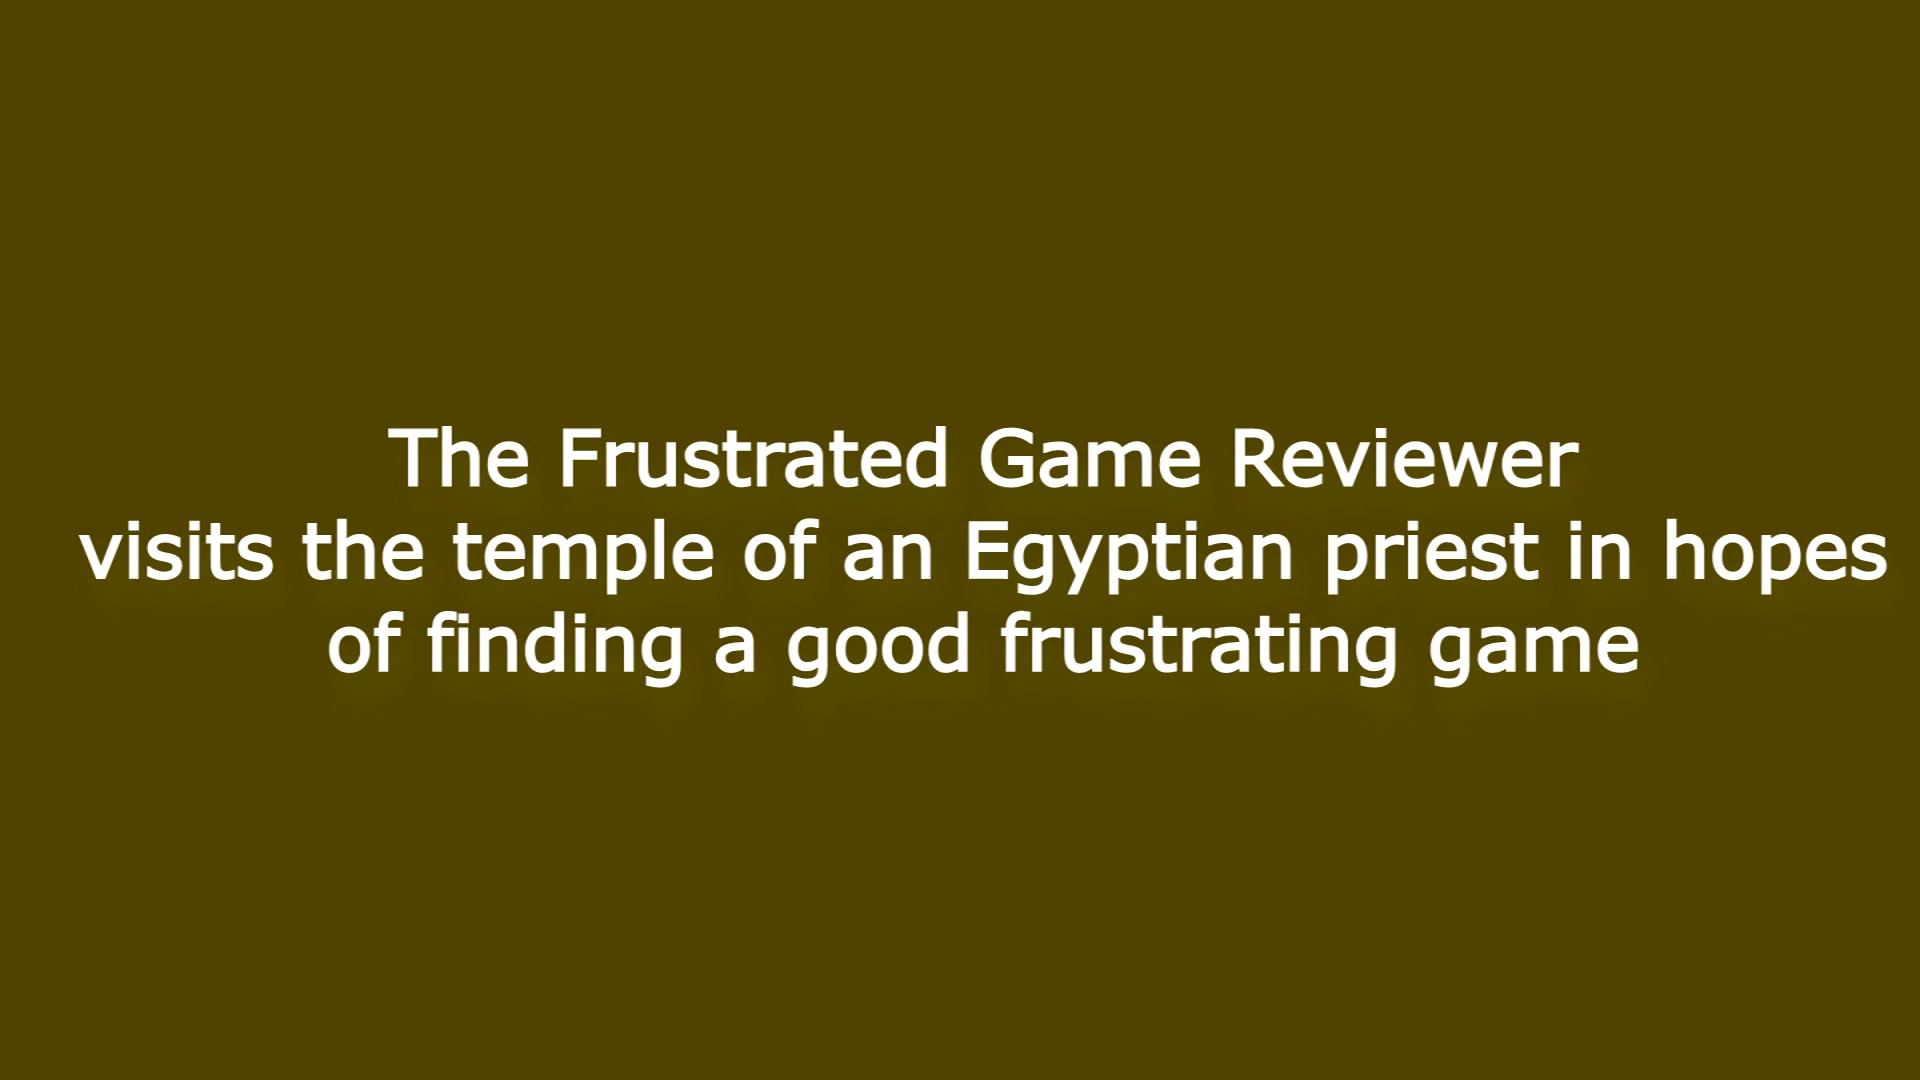 The Frustrated Game Reviewer
visits the temple of an Egyptian priest in hopes
of finding a good frustrating game